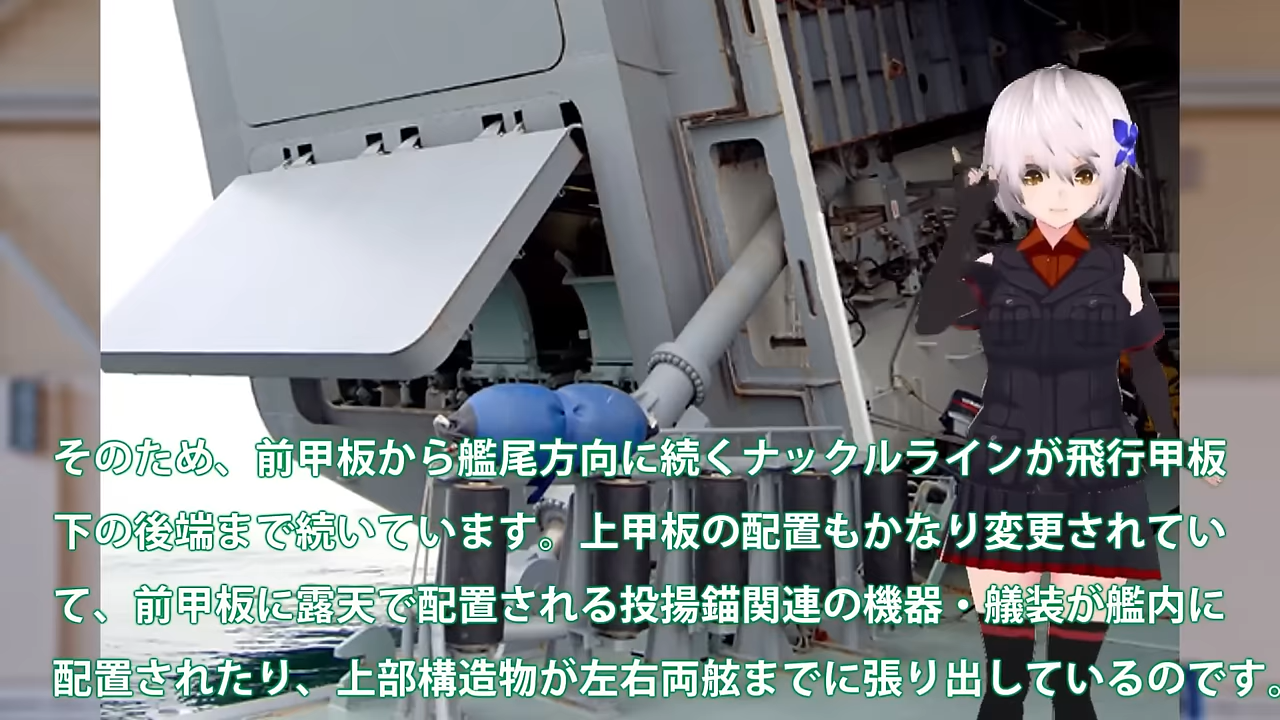 そのため、前甲板から艦尾方向に続くナックルラインが飛行甲板
下の後端まで続いています。上甲板の配置もかなり変更されてい
て、前甲板に露天で配置される投揚錨関連の機器・艤装が艦内に
配置されたり、上部構造物が左右両舷までに張り出しているのです。